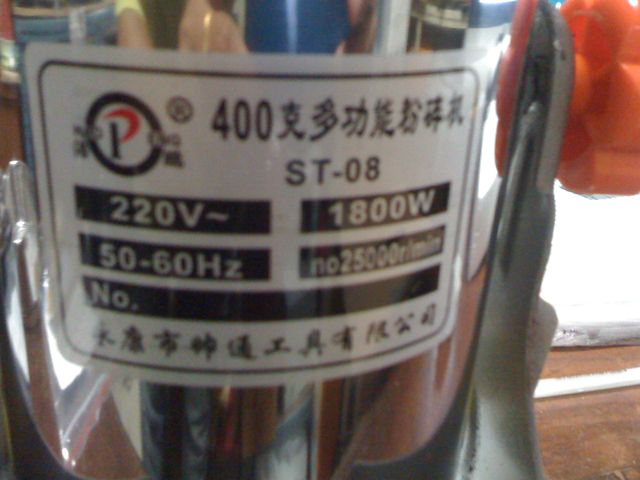 ® 400克多功能粉碎机
ST-08
220V~ 1800W
50-60Hz no25000r/min
No.
永康市帅通工具有限公司